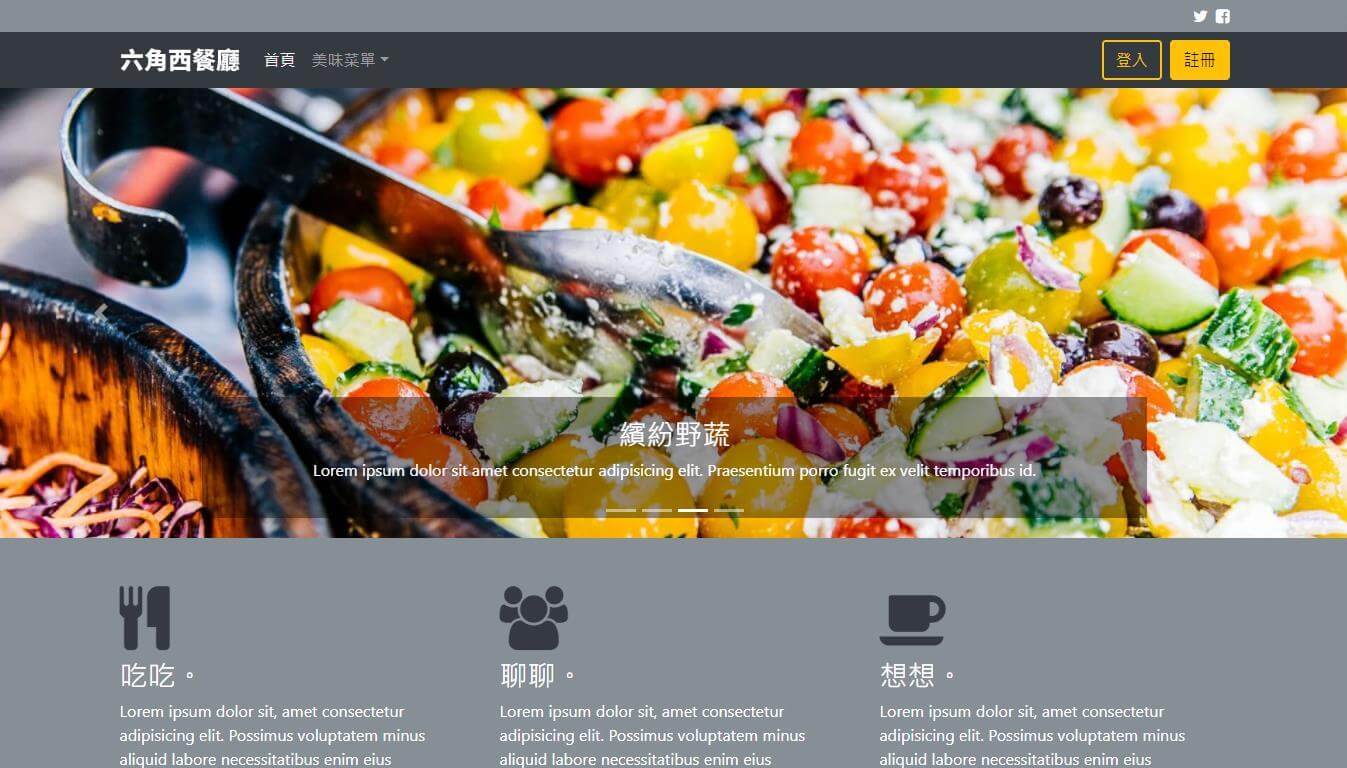 六角西餐廳 首頁 美味菜單 登入 註冊
繽紛野蔬
Lorem ipsum dolor sit amet consectetur adipisicing elit. Praesentium porro fugit ex velit temporibus id.
吃吃。
Lorem ipsum dolor sit, amet consectetur
adipisicing elit. Possimus voluptatem minus
aliquid labore necessitatibus enim eius
聊聊。
Lorem ipsum dolor sit, amet consectetur
adipisicing elit. Possimus voluptatem minus
aliquid labore necessitatibus enim eius
想想。
Lorem ipsum dolor sit, amet consectetur
adipisicing elit. Possimus voluptatem minus
aliquid labore necessitatibus enim eius